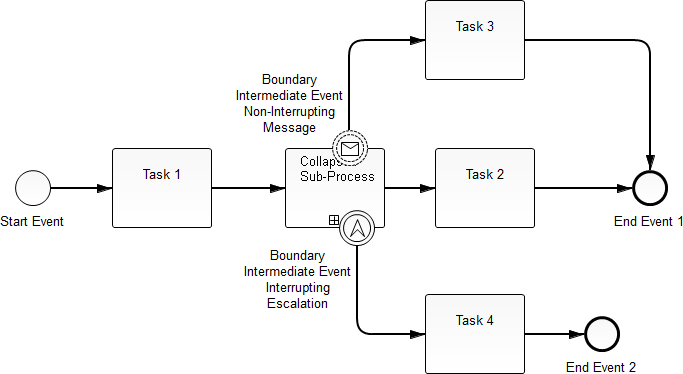 Task 3
Boundary
Intermediate Event
Non-Interrupting
Message
Collaps
Sub-Process
Task 1
Task 2
Start Event
End Event 1
Boundary
Intermediate Event
Interrupting
Escalation
Task 4
End Event 2